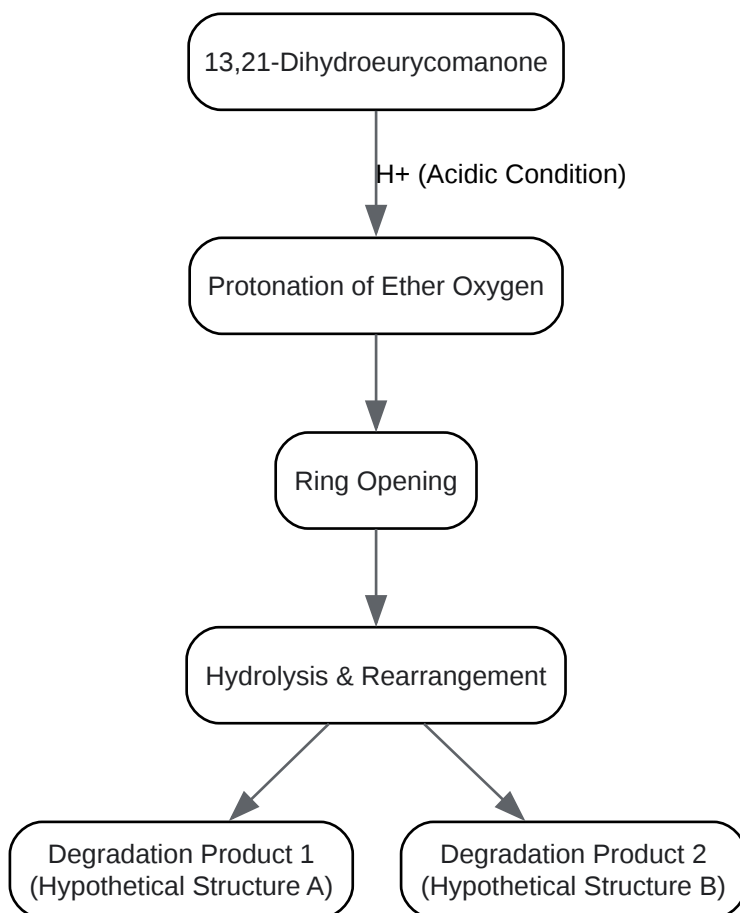 13,21-Dihydroeurycomanone
H+ (Acidic Condition)
Protonation of Ether Oxygen
Ring Opening
Hydrolysis & Rearrangement
Degradation Product 1
(Hypothetical Structure A)
Degradation Product 2
(Hypothetical Structure B)